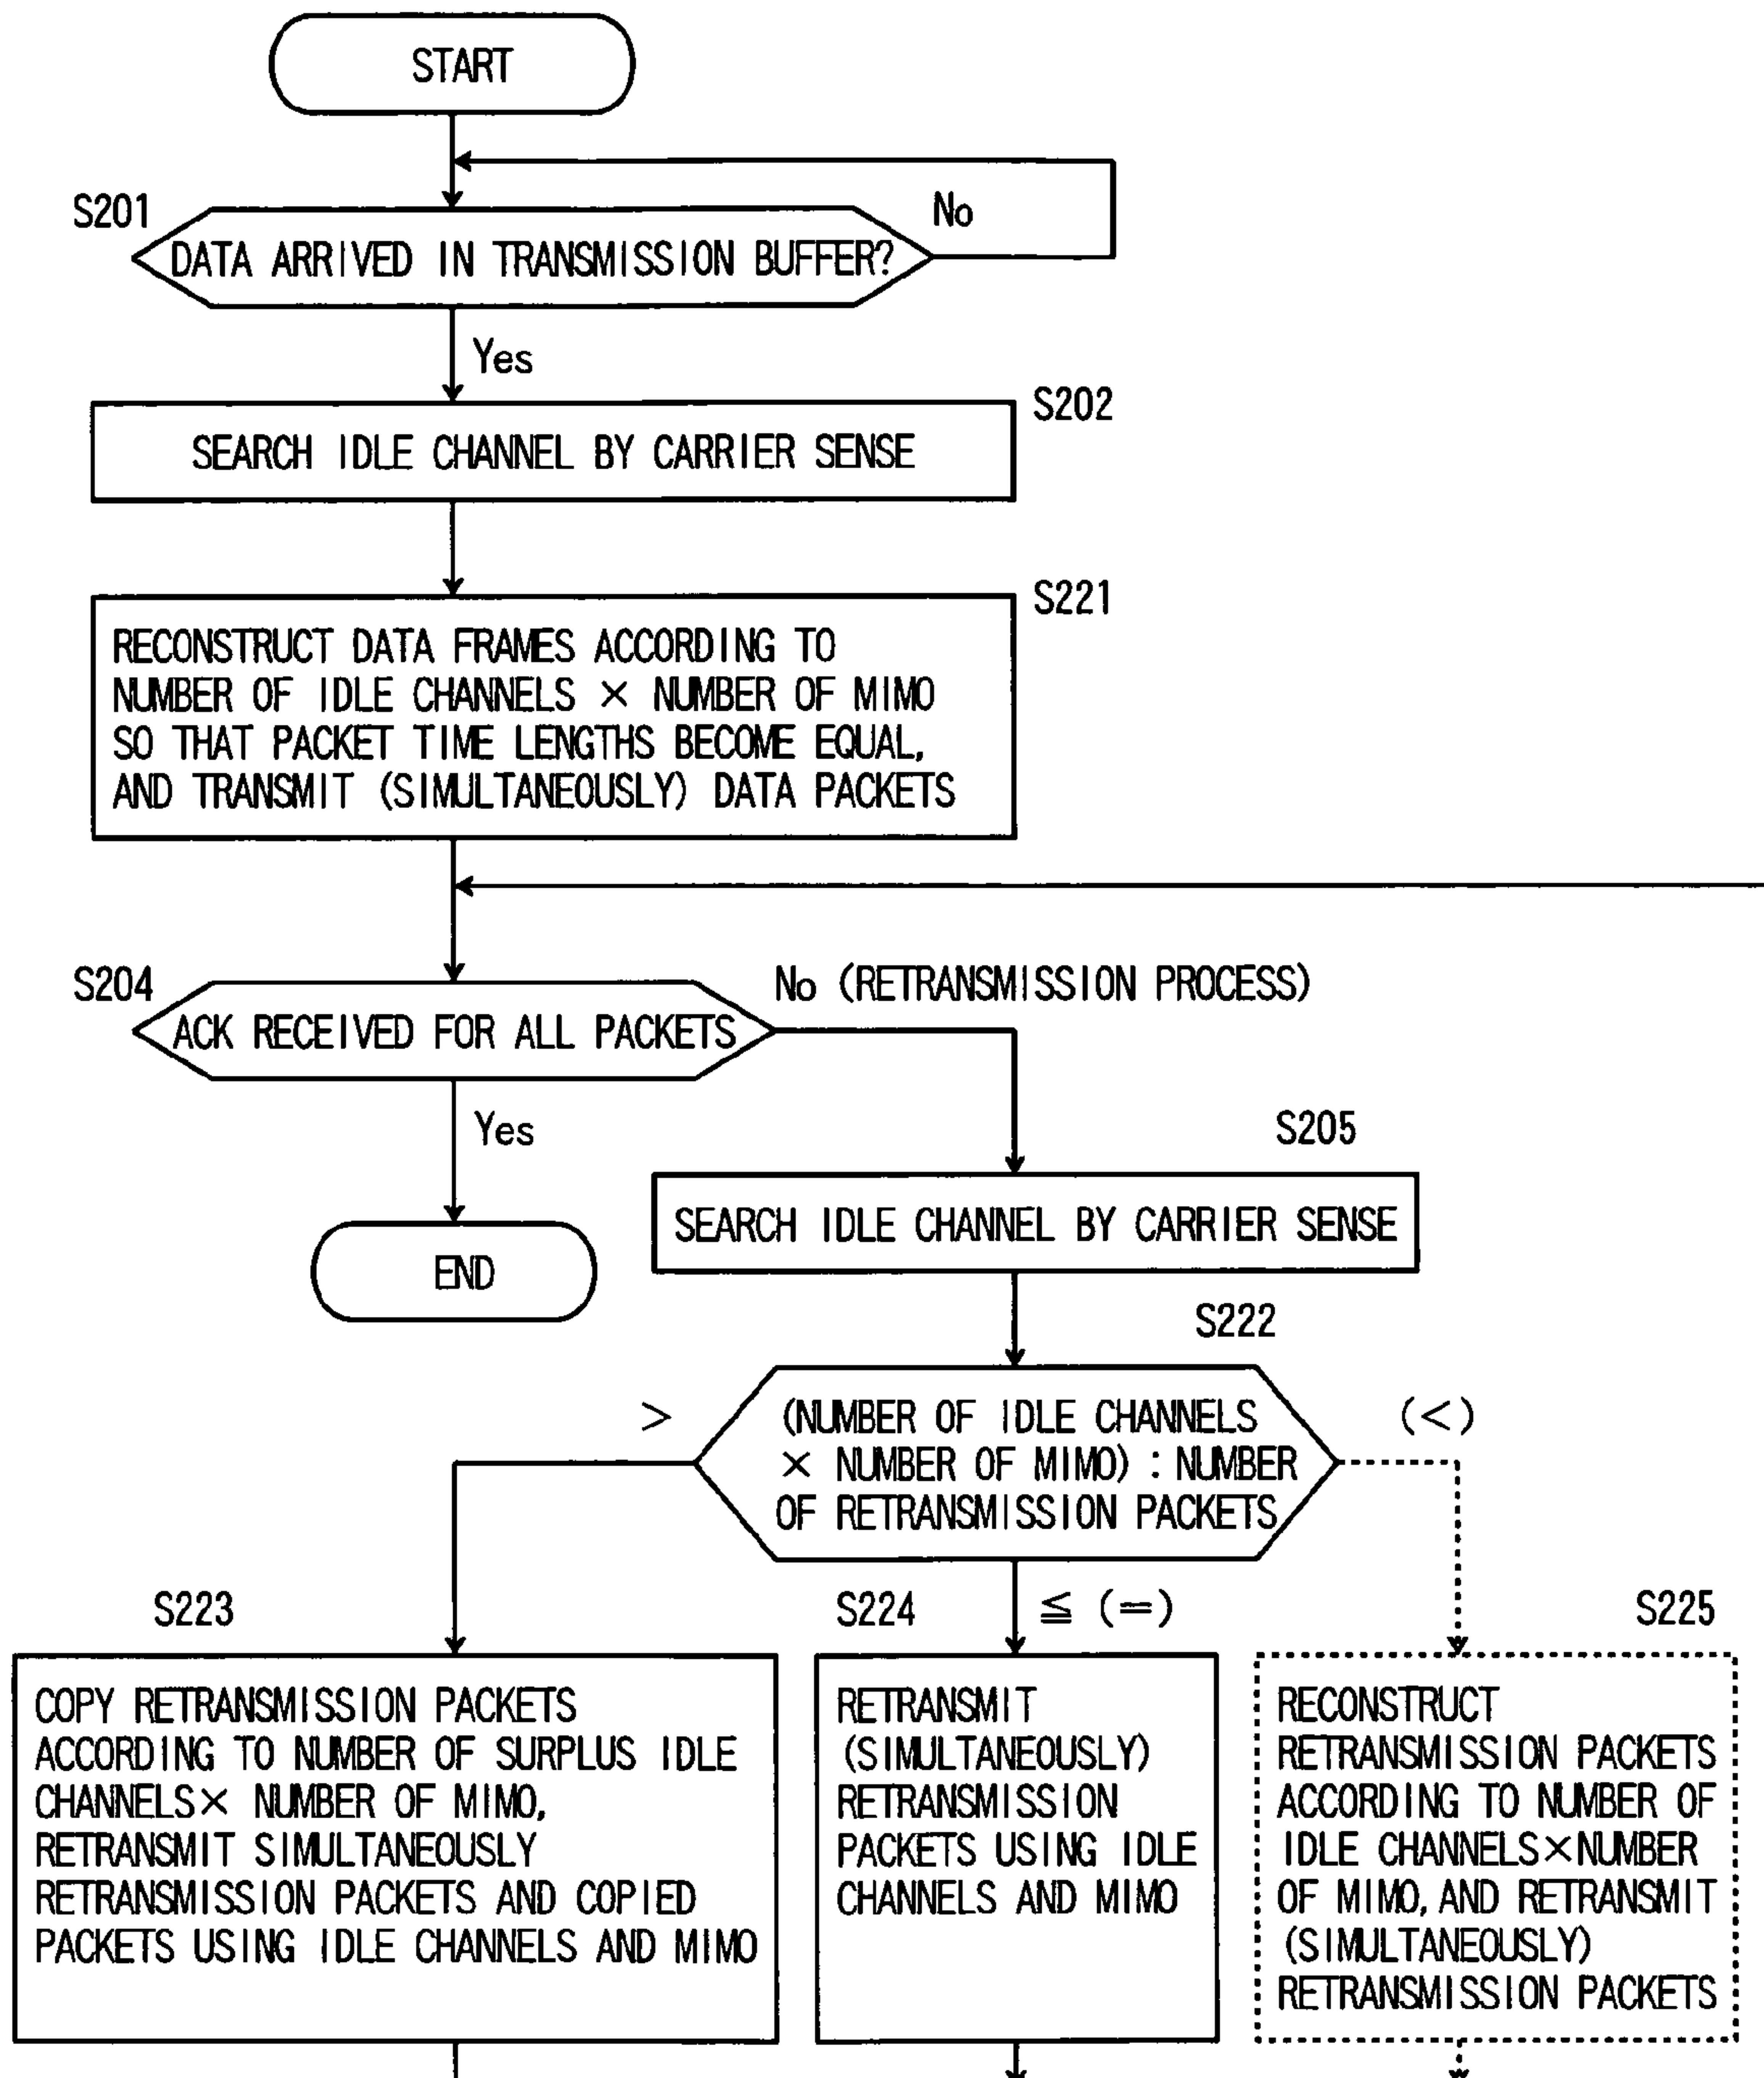 START
S201
No
DATA ARRIVED IN TRANSMISSION BUFFER?
Yes
S202
SEARCH IDLE CHANNEL BY CARRIER SENSE
S221
RECONSTRUCT DATA FRAMES ACCORDING TO
NUMBER OF IDLE CHANNELS × NUMBER OF MIMO
SO THAT PACKET TIME LENGTHS BECOME EQUAL,
AND TRANSMIT (SIMULTANEOUSLY) DATA PACKETS
S204
No (RETRANSMISSION PROCESS)
ACK RECEIVED FOR ALL PACKETS
Yes
S205
SEARCH IDLE CHANNEL BY CARRIER SENSE
END
S222
>
(NUMBER OF IDLE CHANNELS
× NUMBER OF MIMO) : NUMBER
OF RETRANSMISSION PACKETS
(<)
S223
COPY RETRANSMISSION PACKETS
ACCORDING TO NUMBER OF SURPLUS IDLE
CHANNELS× NUMBER OF MIMO,
RETRANSMIT SIMULTANEOUSLY
RETRANSMISSION PACKETS AND COPIED
PACKETS USING IDLE CHANNELS AND MIMO
S224
≦ (=)
RETRANSMIT
(SIMULTANEOUSLY)
RETRANSMISSION
PACKETS USING IDLE
CHANNELS AND MIMO
S225
RECONSTRUCT
RETRANSMISSION PACKETS
ACCORDING TO NUMBER OF
IDLE CHANNELS×NUMBER
OF MIMO, AND RETRANSMIT
(SIMULTANEOUSLY)
RETRANSMISSION PACKETS